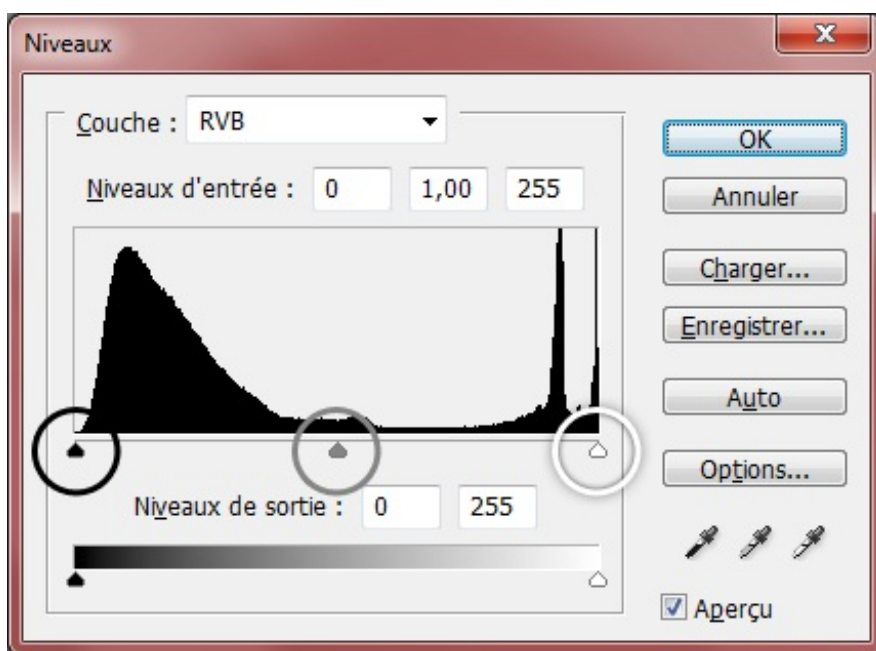 Niveaux
Couche : RVB
OK
Niveaux d'entrée : 0 1,00 255
Annuler
Charger...
Enregistrer...
Auto
Options...
Niveaux de sortie : 0 255
Aperçu